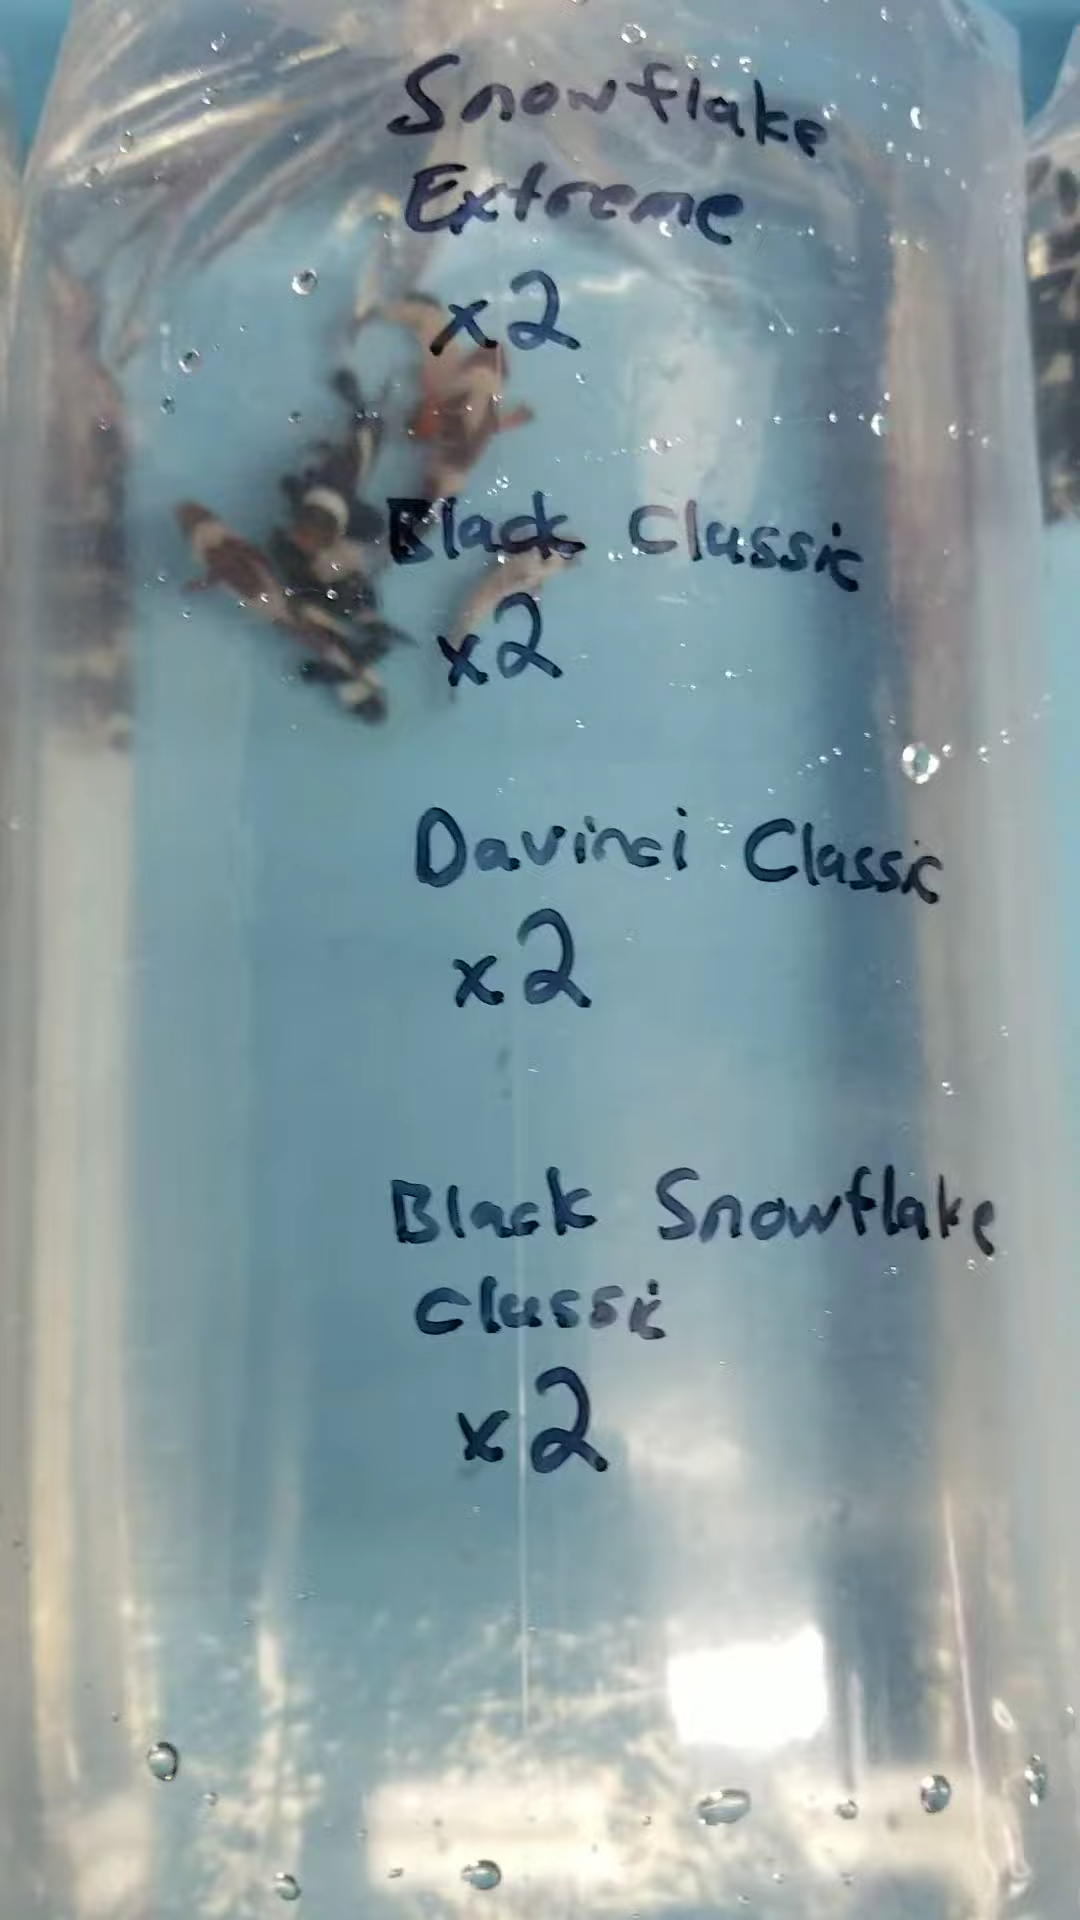 Snowflake
Extreme
x2
Black Classic
x2
Davinci Classic
x2
Black Snowflake
Classic
x2